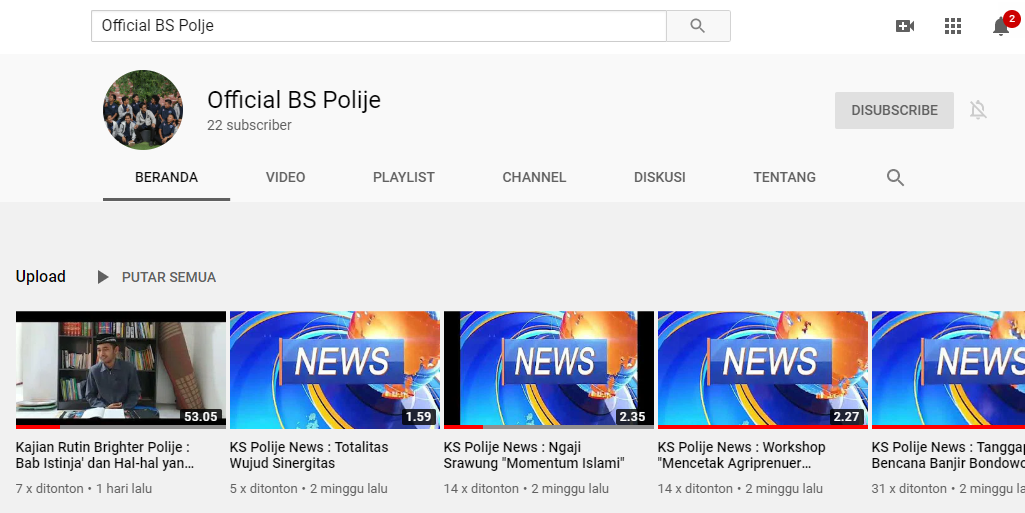 Official BS Polje
2
Official BS Polije
22 subscriber
DISUBSCRIBE
BERANDA VIDEO PLAYLIST CHANNEL DISKUSI TENTANG
Upload PUTAR SEMUA
NEWS NEWS NEWS NEWS
53.05 1.59 2.35 2.27
Kajian Rutin Brighter Polije :
Bab Istinja' dan Hal-hal yan...
7 x ditonton • 1 hari lalu
KS Polije News : Totalitas
Wujud Sinergitas
5 x ditonton • 2 minggu lalu
KS Polije News : Ngaji
Srawung "Momentum Islami"
14 x ditonton • 2 minggu lalu
KS Polije News : Workshop
"Mencetak Agriprenuer...
14 x ditonton • 2 minggu lalu
KS Polije News : Tanggap
Bencana Banjir Bondowo
31 x ditonton • 2 minggu lalu